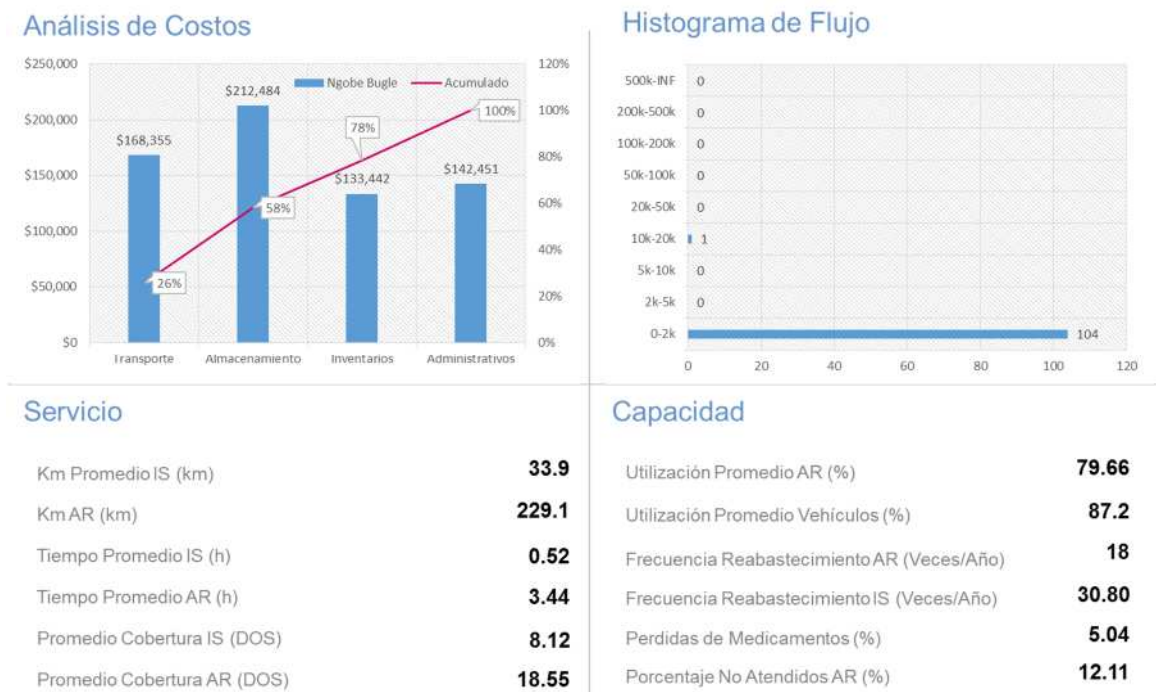 Análisis de Costos
$250,000
$200,000
$150,000
$100,000
$50,000
$0
120%
100%
80%
60%
40%
20%
0%
Ngobe Bugle
Acumulado
$168,355
$212,484
$133,442
$142,451
26%
58%
78%
100%
Transporte Almacenamiento Inventarios Administrativos
Histograma de Flujo
500k-INF 0
200k-500k 0
100k-200k 0
50k-100k 0
20k-50k 0
10k-20k 1
5k-10k 0
2k-5k 0
0-2k 104
0 20 40 60 80 100 120
Servicio
Km Promedio IS (km) 33.9
Km AR (km) 229.1
Tiempo Promedio IS (h) 0.52
Tiempo Promedio AR (h) 3.44
Promedio Cobertura IS (DOS) 8.12
Promedio Cobertura AR (DOS) 18.55
Capacidad
Utilización Promedio AR (%) 79.66
Utilización Promedio Vehículos (%) 87.2
Frecuencia Reabastecimiento AR (Veces/Año) 18
Frecuencia Reabastecimiento IS (Veces/Año) 30.80
Perdidas de Medicamentos (%) 5.04
Porcentaje No Atendidos AR (%) 12.11